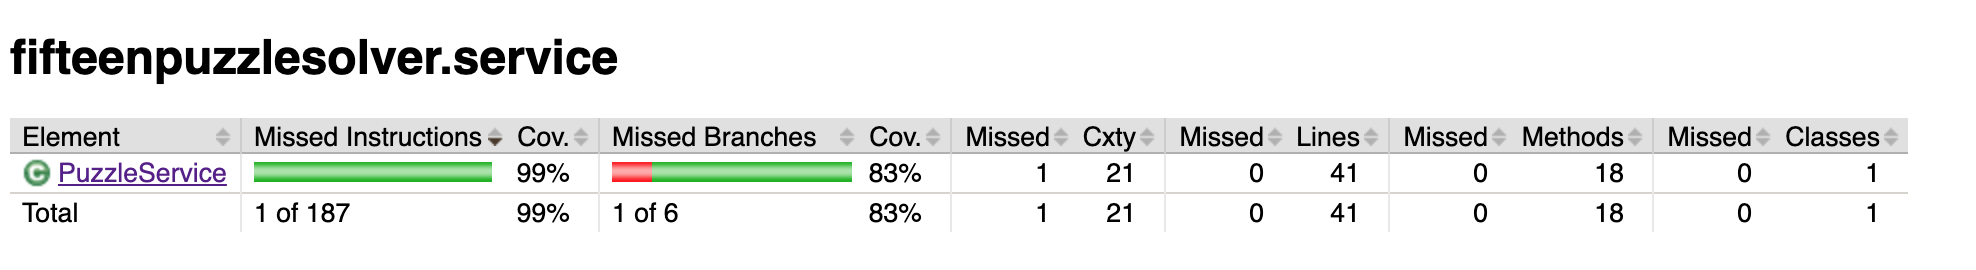 fifteenpuzzlesolver.service
Element Missed Instructions Cov. Missed Branches Cov. Missed Cxty Missed Lines Missed Methods Missed Classes
C PuzzleService 99% 83% 1 21 0 41 0 18 0 1
Total 1 of 187 99% 1 of 6 83% 1 21 0 41 0 18 0 1